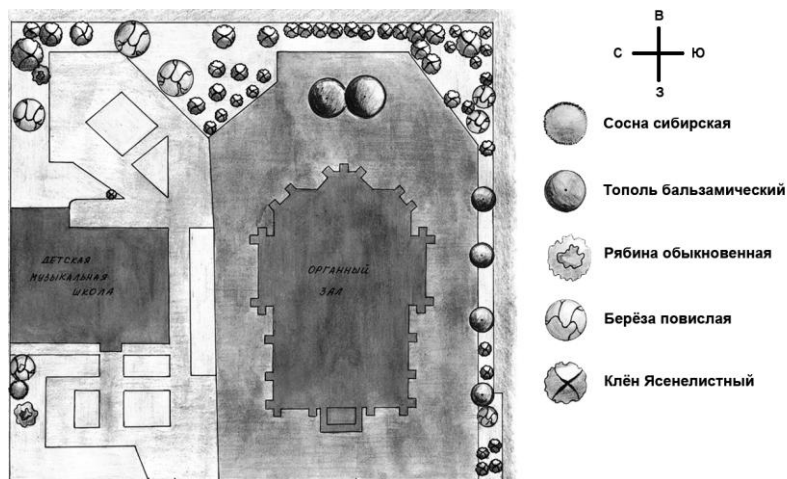 В
С Ю
З
Сосна сибирская
Тополь бальзамический
Рябина обыкновенная
Берёза повислая
Клён Ясенелистный
ДЕТСКАЯ
МУЗЫКАЛЬНАЯ
ШКОЛА
ОРГАННЫЙ
ЗАЛ